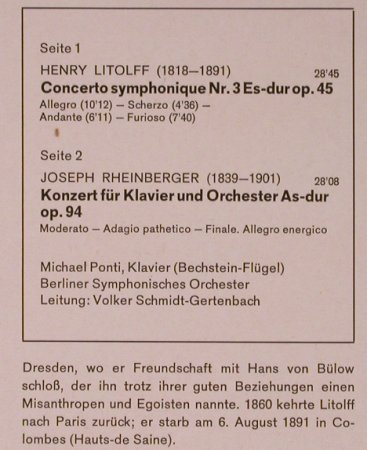 Seite 1
HENRY LITOLFF (1818—1891) 28'45
Concerto symphonique Nr. 3 Es-dur op. 45
Allegro (10'12) — Scherzo (4'36) —
Andante (6'11) — Furioso (7'40)
Seite 2
JOSEPH RHEINBERGER (1839—1901) 28'08
Konzert für Klavier und Orchester As-dur
op. 94
Moderato — Adagio pathetico — Finale. Allegro energico
Michael Ponti, Klavier (Bechstein-Flügel)
Berliner Symphonisches Orchester
Leitung: Volker Schmidt-Gertenbach
Dresden, wo er Freundschaft mit Hans von Bülow
schloß, der ihn trotz ihrer guten Beziehungen einen
Misanthropen und Egoisten nannte. 1860 kehrte Litolff
nach Paris zurück; er starb am 6. August 1891 in Co-
lombes (Hauts-de Saine).